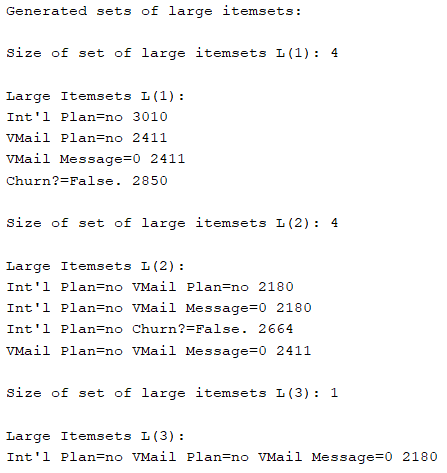 Generated sets of large itemsets:
Size of set of large itemsets L(1): 4
Large Itemsets L(1):
Int'l Plan=no 3010
VMail Plan=no 2411
VMail Message=0 2411
Churn?=False. 2850
Size of set of large itemsets L(2): 4
Large Itemsets L(2):
Int'l Plan=no VMail Plan=no 2180
Int'l Plan=no VMail Message=0 2180
Int'l Plan=no Churn?=False. 2664
VMail Plan=no VMail Message=0 2411
Size of set of large itemsets L(3): 1
Large Itemsets L(3):
Int'l Plan=no VMail Plan=no VMail Message=0 2180